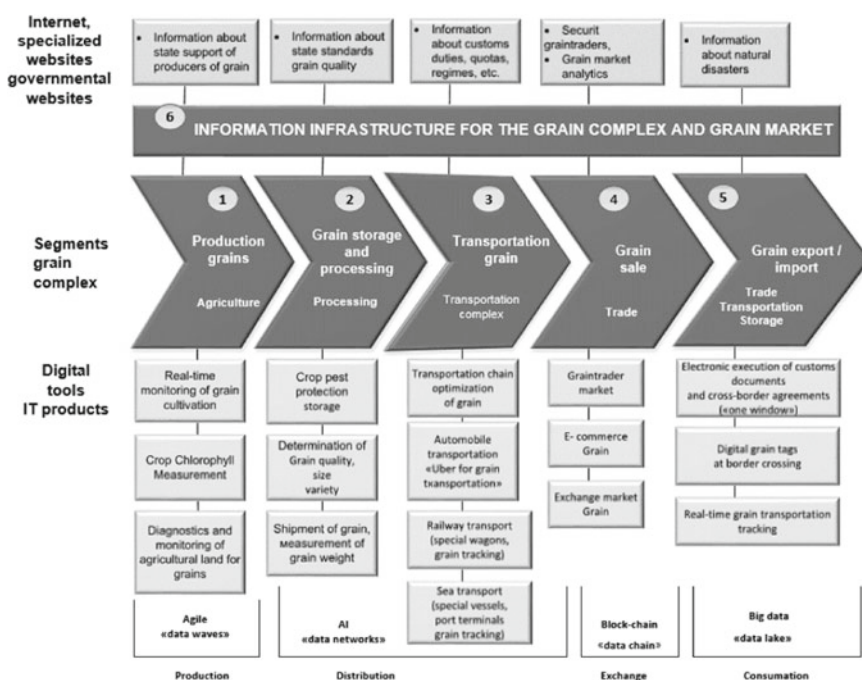 Internet,
specialized
websites
governmental
websites
• Information about
state support of
producers of grain
• Information about
state standards
grain quality
• Information
about customs
duties, quotas,
regimes, etc.
• Securit
graintraders,
• Grain market
analytics
• Information
about natural
disasters
6
INFORMATION INFRASTRUCTURE FOR THE GRAIN COMPLEX AND GRAIN MARKET
Segments
grain
complex
1
Production
grains
Agriculture
2
Grain storage
and
processing
Processing
3
Transportation
grain
Transportation
complex
4
Grain
sale
Trade
5
Grain export /
import
Trade
Transportation
Storage
Digital
tools
IT products
Real-time
monitoring of grain
cultivation
Crop Chlorophyll
Measurement
Diagnostics and
monitoring of
agricultural land for
grains
Crop pest
protection
storage
Determination of
Grain quality,
size
variety
Shipment of grain,
measurement of
grain weight
Transportation chain
optimization
of grain
Automobile
transportation
«Uber for grain
txansportation»
Railway transport
(special wagons,
grain tracking)
Sea transport
(special vessels,
port terminals
grain tracking)
Graintrader
market
E- commerce
Grain
Exchange market
Grain
Electronic execution of customs
documents
and cross-border agreements
(«one window»)
Digital grain tags
at border crossing
Real-time grain transportation
tracking
Agile
«data waves»
AI
«data networks»
Block-chain
«data chain»
Big data
«data lake»
Production
Distribution
Exchange
Consumation